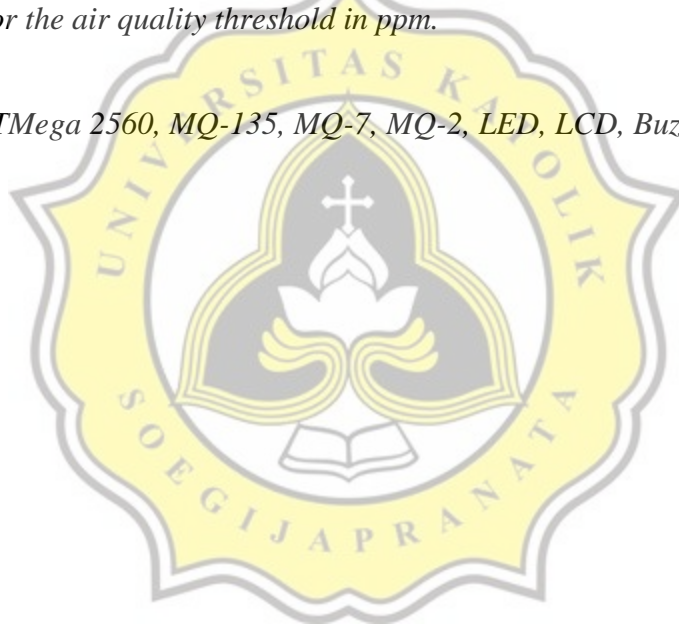 or the air quality threshold in ppm.
UNIVERSITAS KATOLIK
TMega 2560, MQ-135, MQ-7, MQ-2, LED, LCD, Buz
SOEGIJAPRANATA